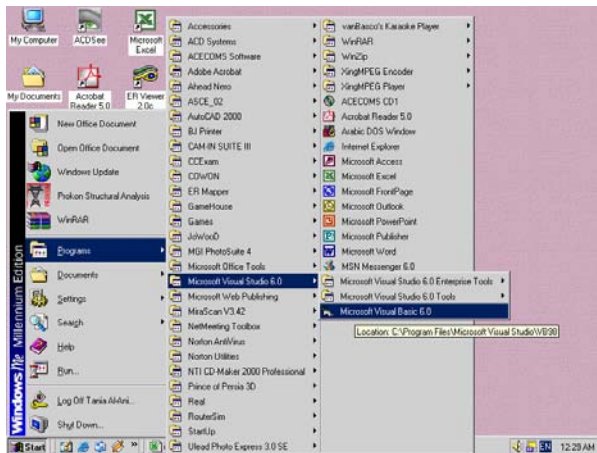 My Computer
ACDSee
Microsoft Excel
My Documents
Acrobat Reader 5.0
ER Viewer 2.0c
Windows Me Millennium Edition
New Office Document
Open Office Document
Windows Update
Prokon Structural Analysis
WinRAR
Programs
Documents
Settings
Search
Help
Run...
Log Off Tania Al-Ani...
Shut Down...
Accessories
ACD Systems
ACECOMS Software
Adobe Acrobat
Ahead Nero
ASCE_02
AutoCAD 2000
BJ Printer
CAM-IN SUITE III
CCExam
COWON
ER Mapper
GameHouse
Games
JoWooD
MGI PhotoSuite 4
Microsoft Office Tools
Microsoft Visual Studio 6.0
Microsoft Web Publishing
MiraScan V3.42
NetMeeting Toolbox
Norton AntiVirus
Norton Utilities
NTI CD-Maker 2000 Professional
Prince of Persia 3D
Real
RouterSim
StartUp
Ulead Photo Express 3.0 SE
vanBasco's Karaoke Player
WinRAR
WinZip
XingMPEG Encoder
XingMPEG Player
ACECOMS CD1
Acrobat Reader 5.0
Arabic DOS Window
Internet Explorer
Microsoft Access
Microsoft Excel
Microsoft FrontPage
Microsoft Outlook
Microsoft PowerPoint
Microsoft Publisher
Microsoft Word
MSN Messenger 6.0
Microsoft Visual Studio 6.0 Enterprise Tools
Microsoft Visual Studio 6.0 Tools
Microsoft Visual Basic 6.0
Location: C:\Program Files\Microsoft Visual Studio\VB98
Start
»
EN
12:29 AM